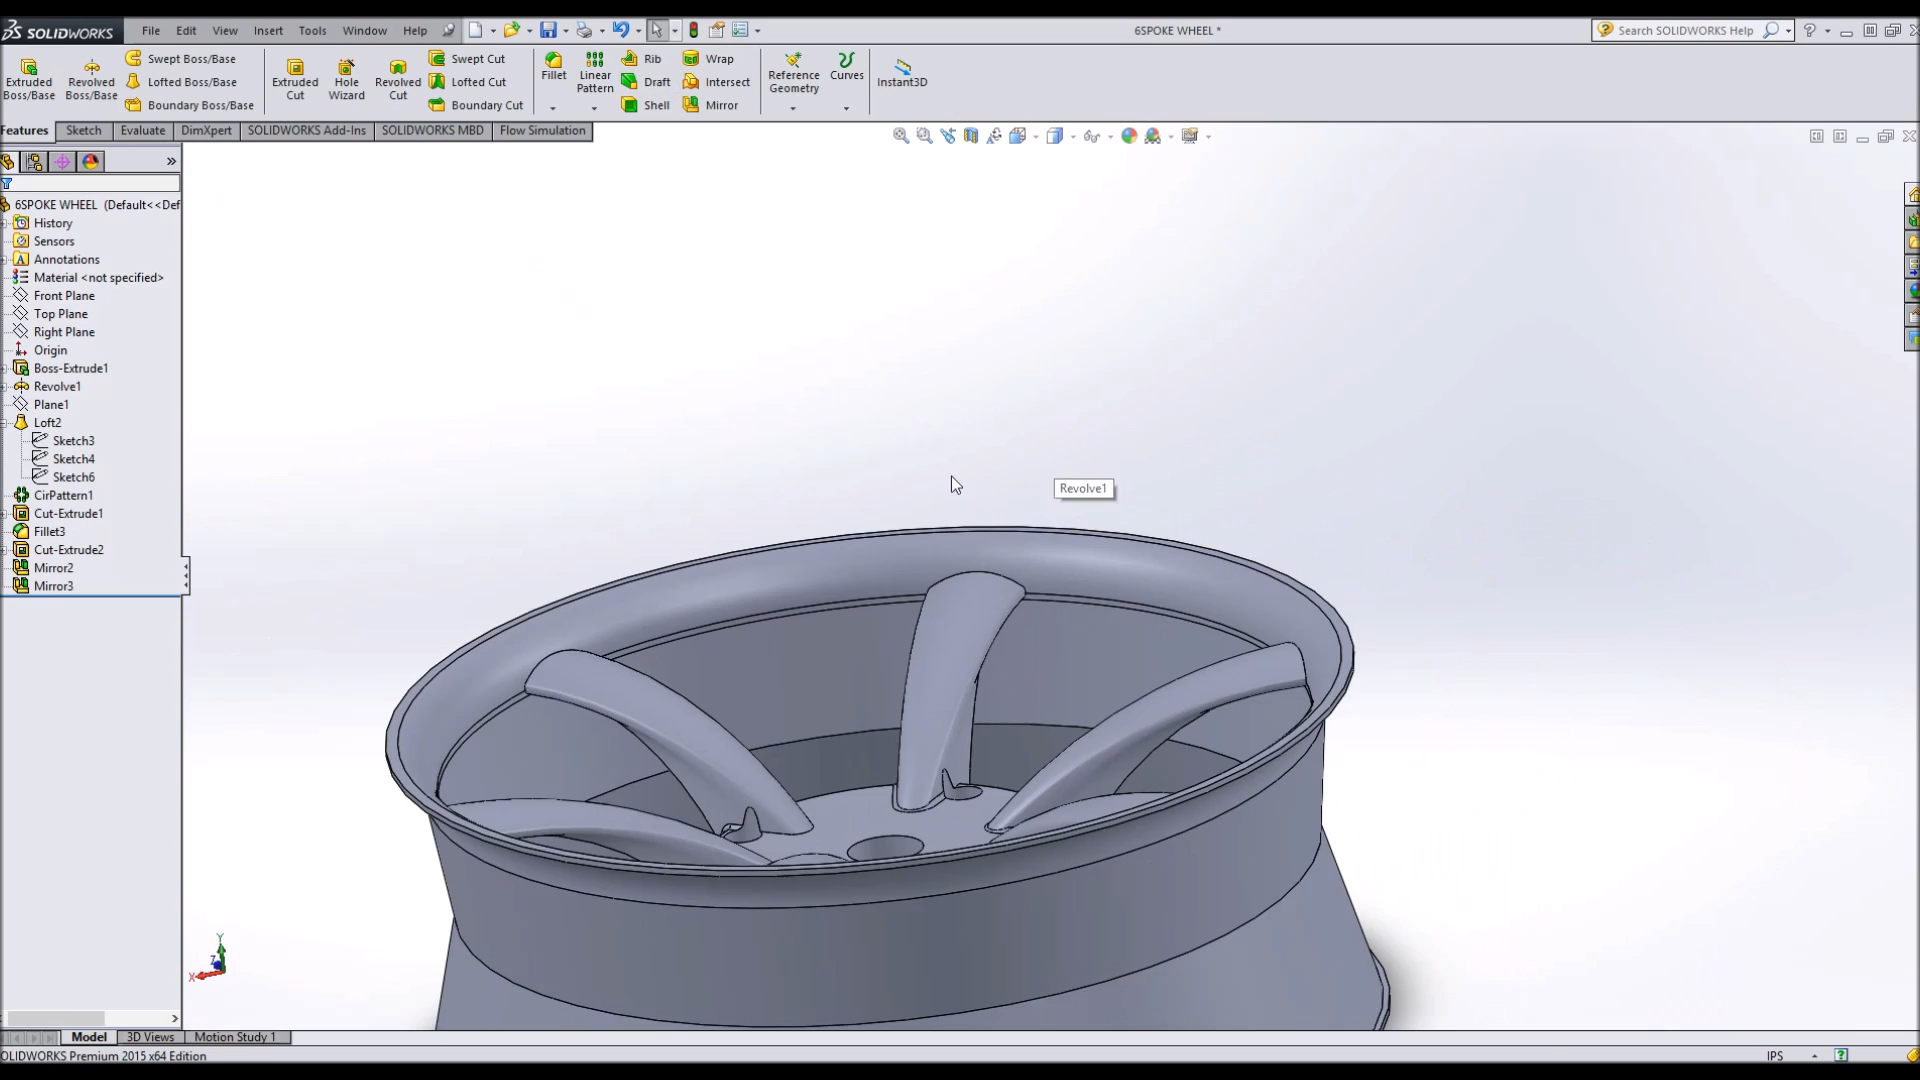 SOLIDWORKS File Edit View Insert Tools Window Help 6SPOKE WHEEL * Search SOLIDWORKS Help
Extruded Boss/Base
Revolved Boss/Base
Swept Boss/Base
Lofted Boss/Base
Boundary Boss/Base
Extruded Cut
Hole Wizard
Revolved Cut
Swept Cut
Lofted Cut
Boundary Cut
Fillet
Linear Pattern
Rib
Draft
Shell
Wrap
Intersect
Mirror
Reference Geometry
Curves
Instant3D
Features Sketch Evaluate DimXpert SOLIDWORKS Add-Ins SOLIDWORKS MBD Flow Simulation
6SPOKE WHEEL (Default<<Def
History
Sensors
Annotations
Material <not specified>
Front Plane
Top Plane
Right Plane
Origin
Boss-Extrude1
Revolve1
Plane1
Loft2
Sketch3
Sketch4
Sketch6
CirPattern1
Cut-Extrude1
Fillet3
Cut-Extrude2
Mirror2
Mirror3
Revolve1
Y
Z
X
Model 3D Views Motion Study 1
OLIDWORKS Premium 2015 x64 Edition IPS